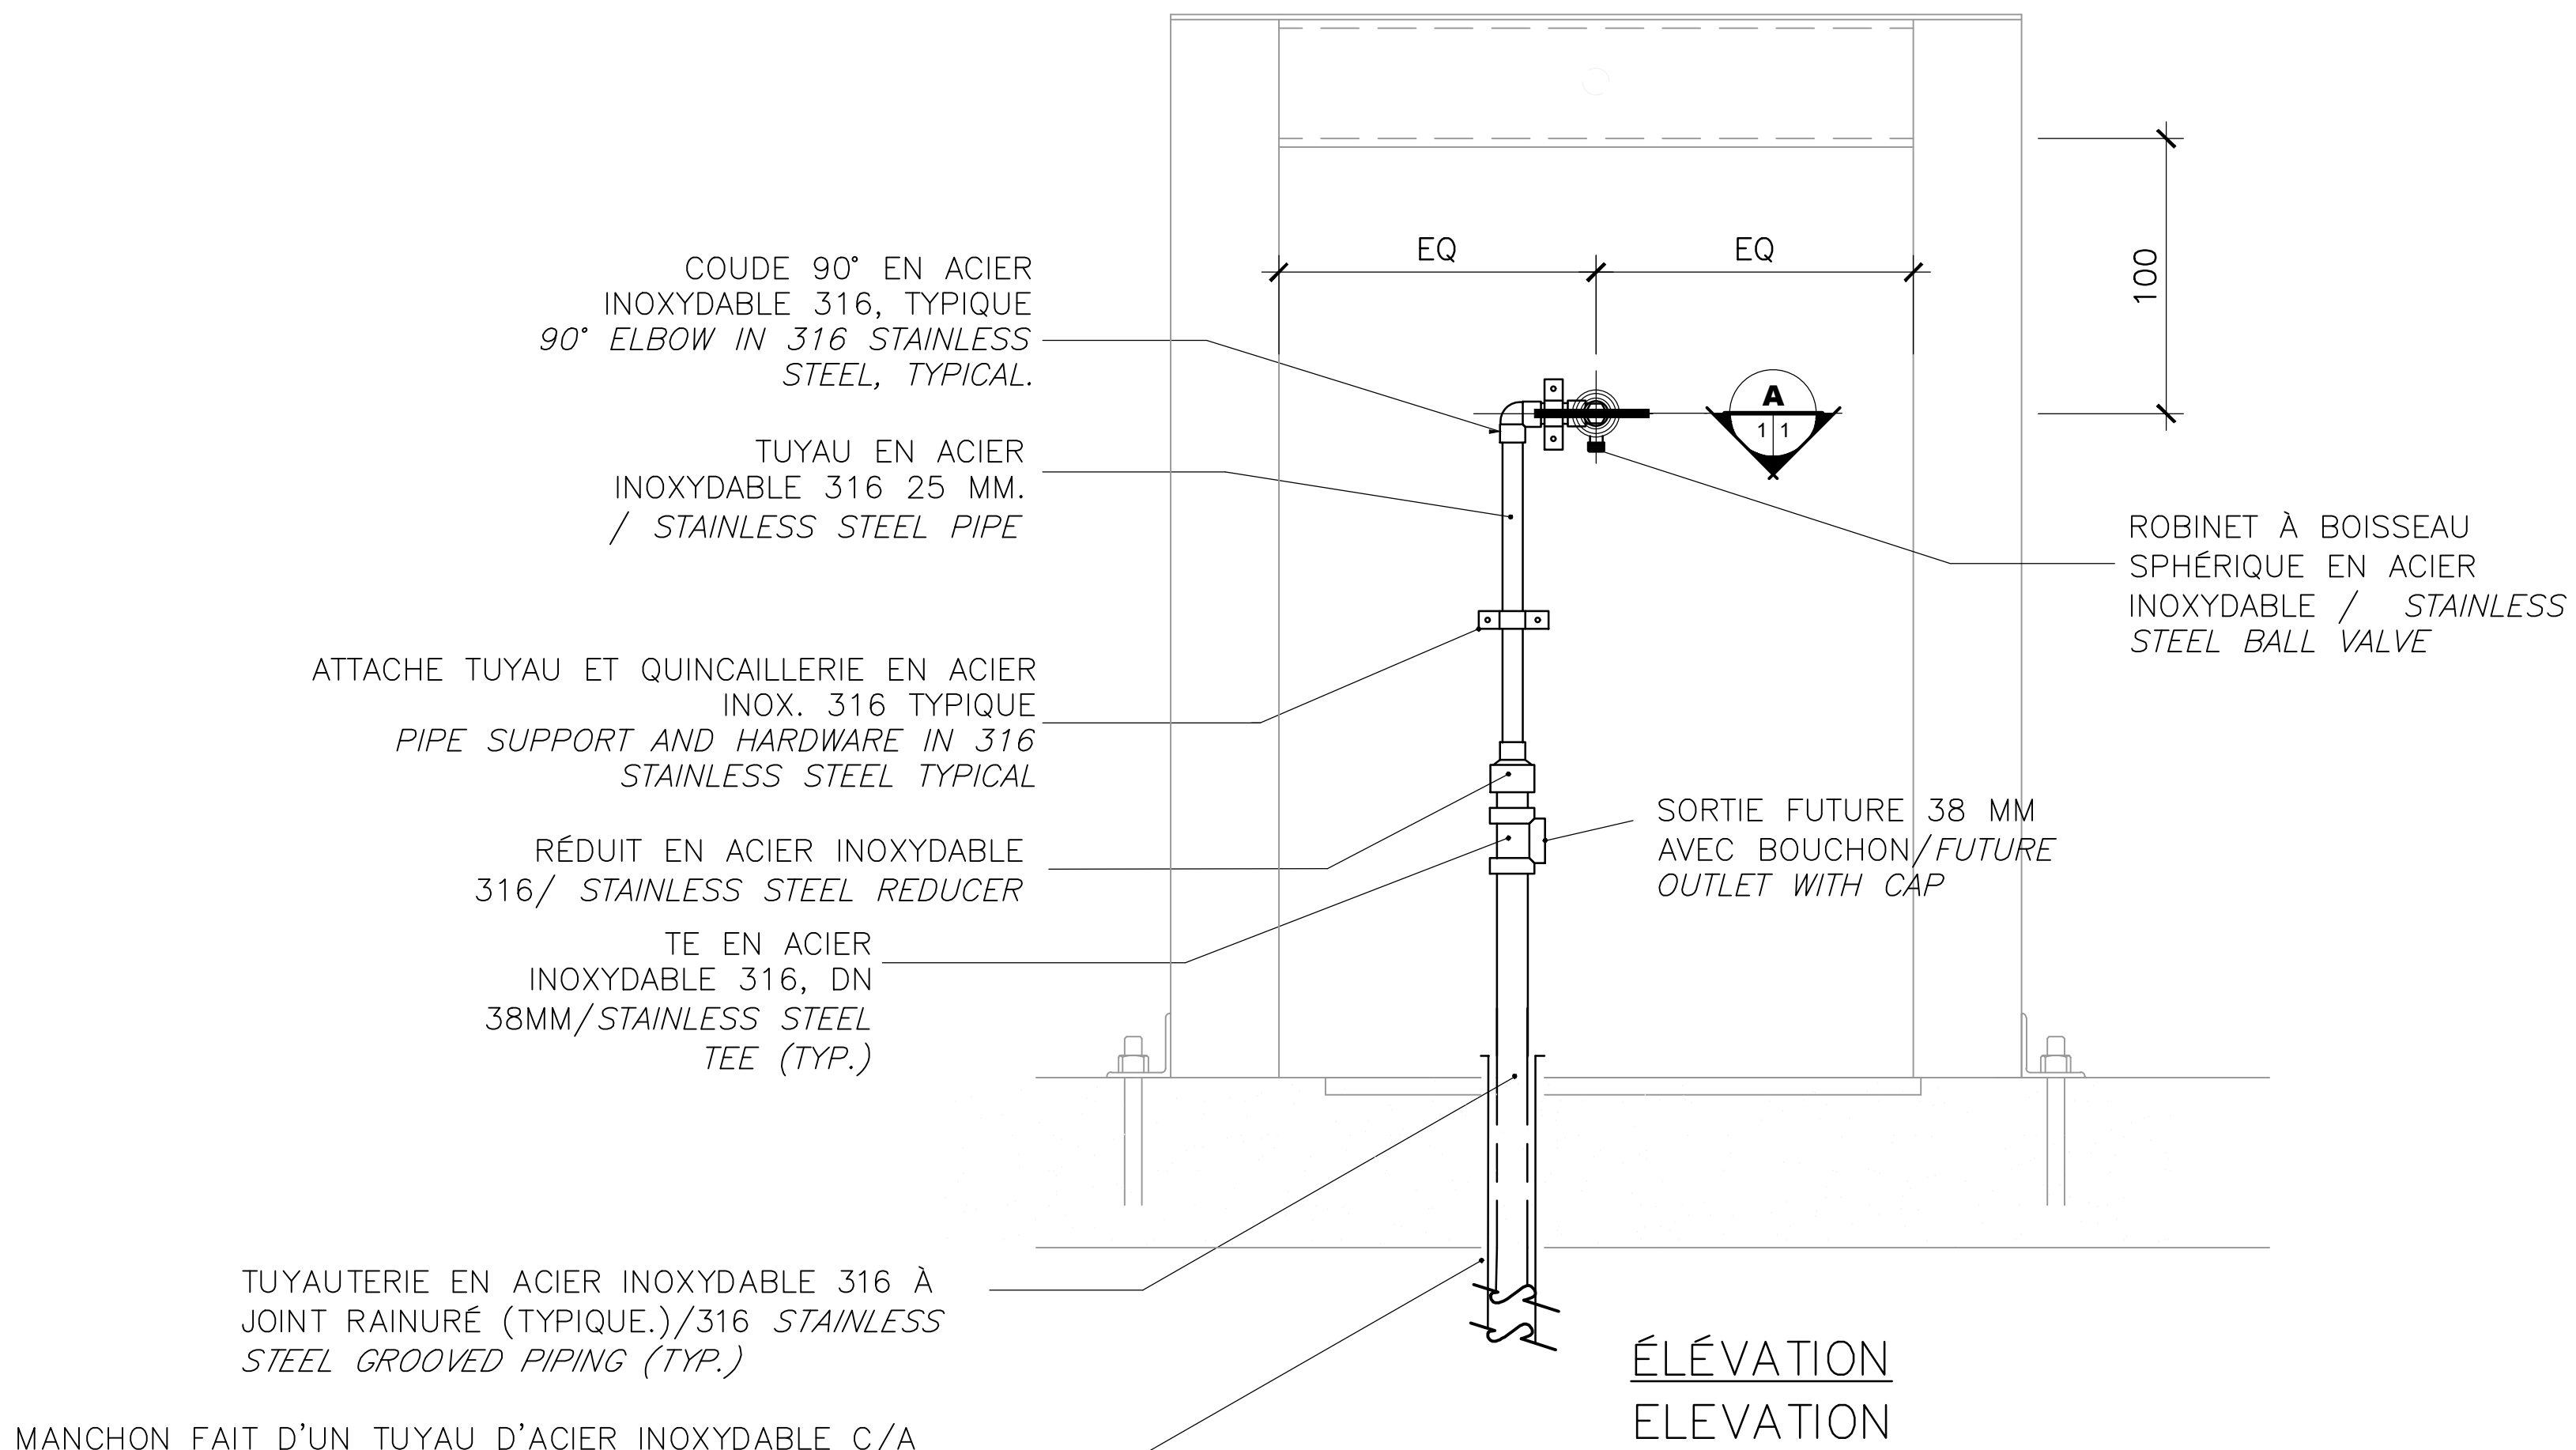 EQ
EQ
100
COUDE 90° EN ACIER
INOXYDABLE 316, TYPIQUE
90° ELBOW IN 316 STAINLESS
STEEL, TYPICAL.
A
1 1
TUYAU EN ACIER
INOXYDABLE 316 25 MM.
/ STAINLESS STEEL PIPE
ROBINET À BOISSEAU
SPHÉRIQUE EN ACIER
INOXYDABLE / STAINLESS
STEEL BALL VALVE
ATTACHE TUYAU ET QUINCAILLERIE EN ACIER
INOX. 316 TYPIQUE
PIPE SUPPORT AND HARDWARE IN 316
STAINLESS STEEL TYPICAL
SORTIE FUTURE 38 MM
AVEC BOUCHON/FUTURE
OUTLET WITH CAP
RÉDUIT EN ACIER INOXYDABLE
316/ STAINLESS STEEL REDUCER
TE EN ACIER
INOXYDABLE 316, DN
38MM/STAINLESS STEEL
TEE (TYP.)
TUYAUTERIE EN ACIER INOXYDABLE 316 À
JOINT RAINURÉ (TYPIQUE.)/316 STAINLESS
STEEL GROOVED PIPING (TYP.)
ÉLÉVATION
ELEVATION
MANCHON FAIT D'UN TUYAU D'ACIER INOXYDABLE C/A